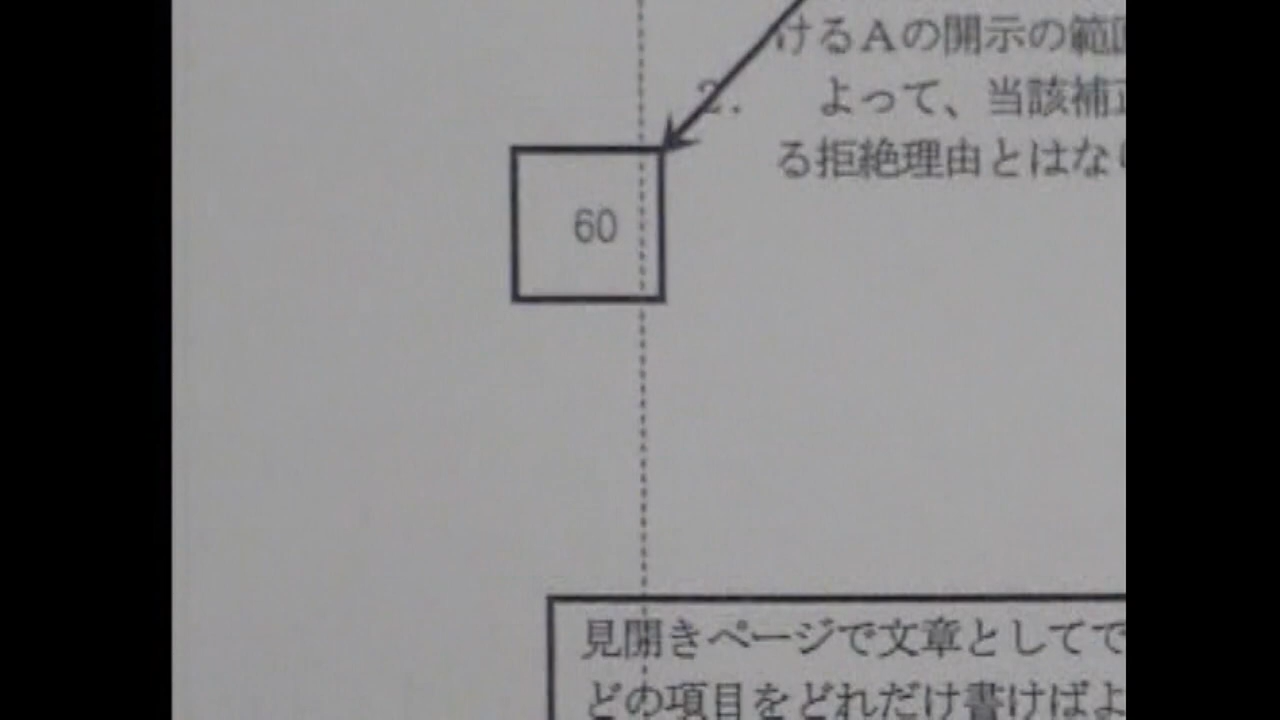 けるAの開示の範
2.　よって、当該補
る拒絶理由とはな
60
見開きページで文章としてで
どの項目をどれだけ書けばよ